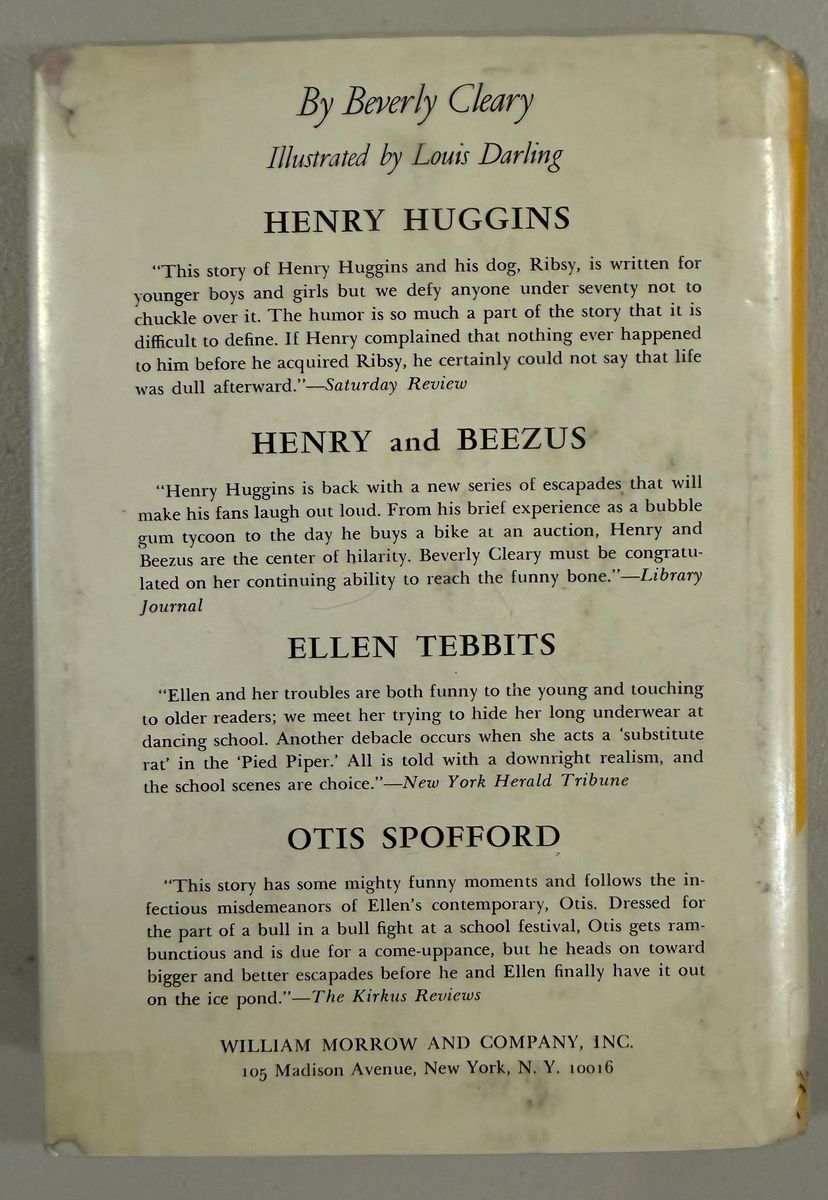 By Beverly Cleary
Illustrated by Louis Darling
HENRY HUGGINS
“This story of Henry Huggins and his dog, Ribsy, is written for
younger boys and girls but we defy anyone under seventy not to
chuckle over it. The humor is so much a part of the story that it is
difficult to define. If Henry complained that nothing ever happened
to him before he acquired Ribsy, he certainly could not say that life
was dull afterward.”—Saturday Review
HENRY and BEEZUS
“Henry Huggins is back with a new series of escapades that will
make his fans laugh out loud. From his brief experience as a bubble
gum tycoon to the day he buys a bike at an auction, Henry and
Beezus are the center of hilarity. Beverly Cleary must be congratu-
lated on her continuing ability to reach the funny bone.”—Library
Journal
ELLEN TEBBITS
“Ellen and her troubles are both funny to the young and touching
to older readers; we meet her trying to hide her long underwear at
dancing school. Another debacle occurs when she acts a ‘substitute
rat’ in the ‘Pied Piper.’ All is told with a downright realism, and
the school scenes are choice.”—New York Herald Tribune
OTIS SPOFFORD
“This story has some mighty funny moments and follows the in-
fectious misdemeanors of Ellen’s contemporary, Otis. Dressed for
the part of a bull in a bull fight at a school festival, Otis gets ram-
bunctious and is due for a come-uppance, but he heads on toward
bigger and better escapades before he and Ellen finally have it out
on the ice pond.”—The Kirkus Reviews
WILLIAM MORROW AND COMPANY, INC.
105 Madison Avenue, New York, N. Y. 10016